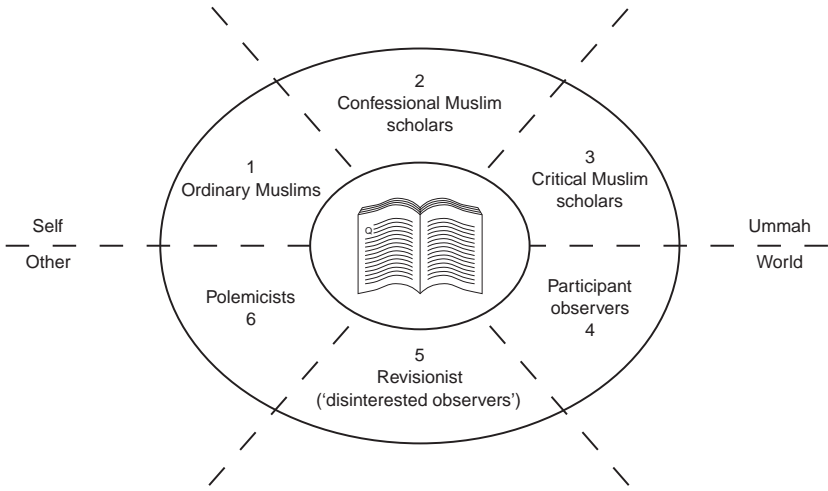 2
Confessional Muslim
scholars
1
Ordinary Muslims
3
Critical Muslim
scholars
Self
Ummah
Q
Other
World
Polemicists
6
Participant
observers
4
5
Revisionist
(‘disinterested observers’)